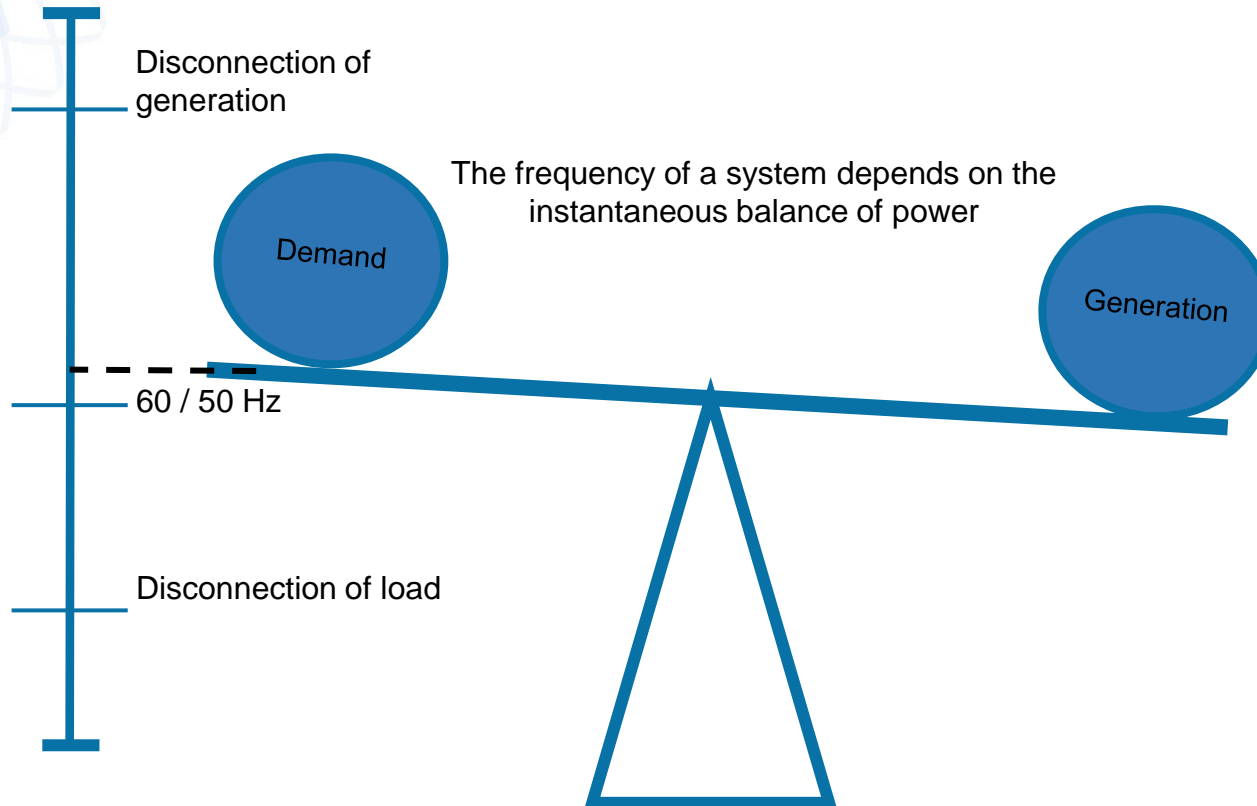 Disconnection of
generation
The frequency of a system depends on the
instantaneous balance of power
Demand
Generation
60 / 50 Hz
Disconnection of load